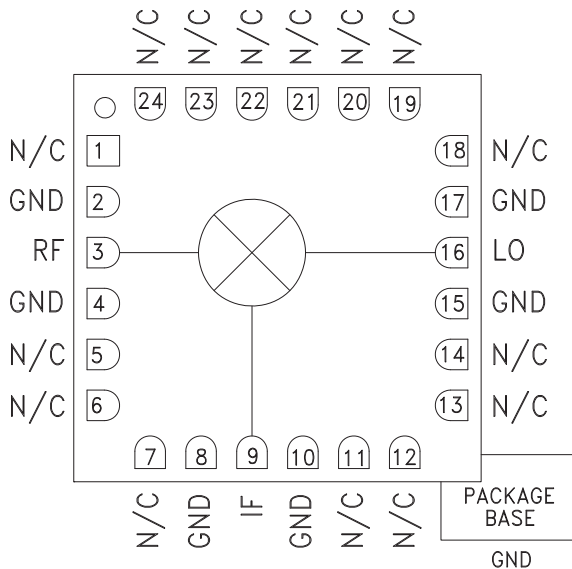 N/C N/C N/C N/C N/C N/C
24 23 22 21 20 19
N/C 1 18 N/C
GND 2 17 GND
RF 3 16 LO
GND 4 15 GND
N/C 5 14 N/C
N/C 6 13 N/C
7 8 9 10 11 12
N/C GND IF GND N/C N/C
PACKAGE
BASE
GND